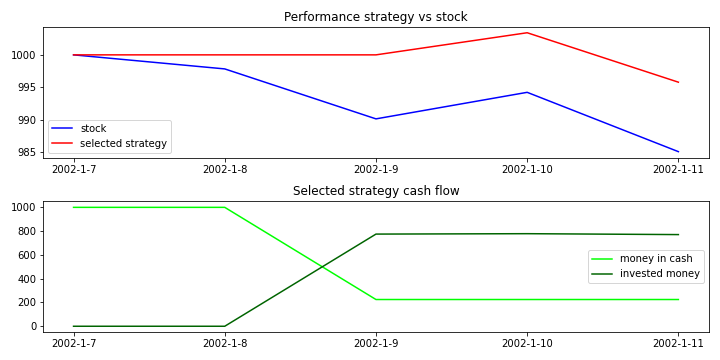 Performance strategy vs stock
1000
995
990
985
stock
selected strategy
2002-1-7 2002-1-8 2002-1-9 2002-1-10 2002-1-11
Selected strategy cash flow
1000
800
600
400
200
0
money in cash
invested money
2002-1-7 2002-1-8 2002-1-9 2002-1-10 2002-1-11